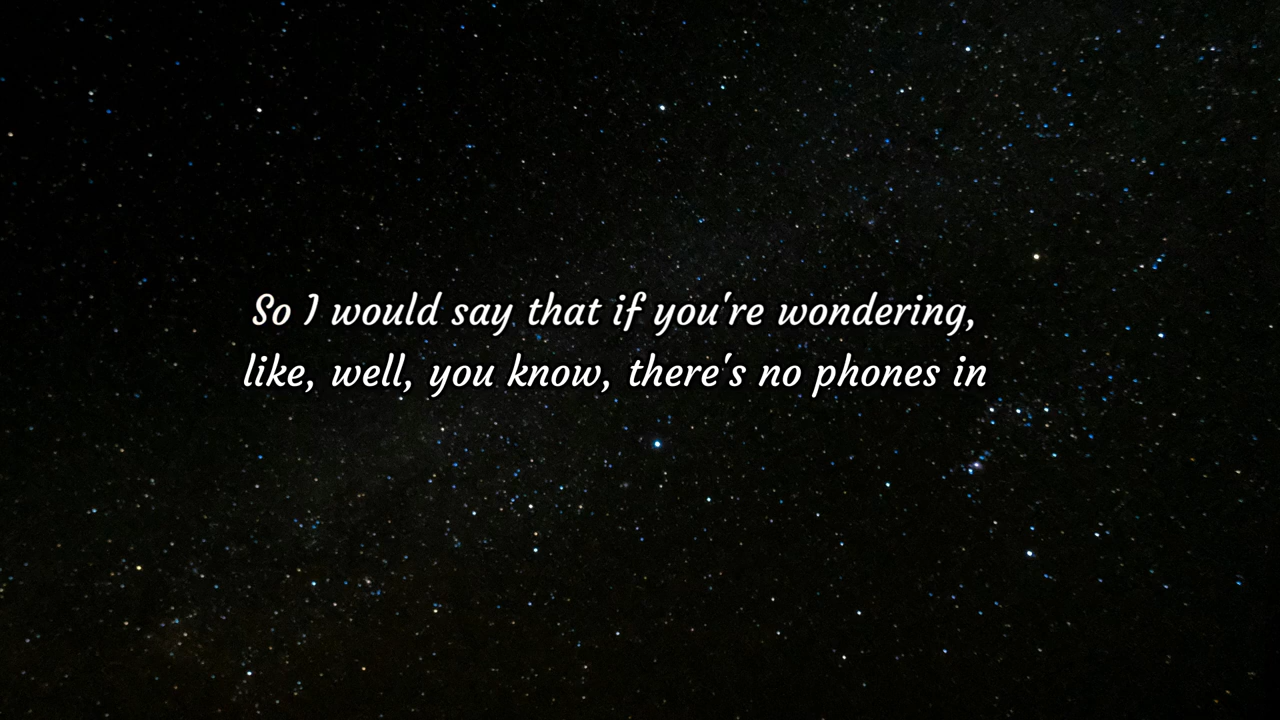 So I would say that if you're wondering,
like, well, you know, there's no phones in